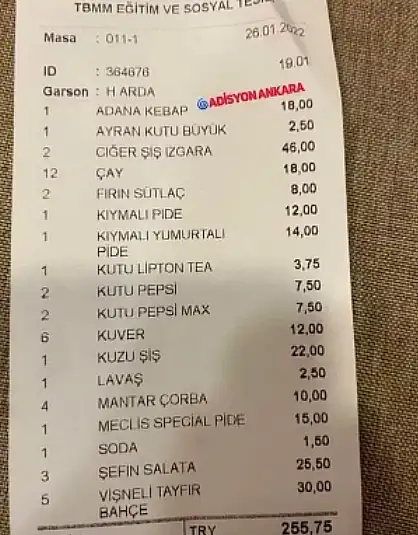 TBMM EĞİTİM VE SOSYAL TESİS
Masa : 011-1 26.01.2022
ID : 364676 19.01
Garson : H ARDA
@ADİSYONANKARA
1 ADANA KEBAP 18,00
1 AYRAN KUTU BÜYÜK 2,50
2 CIĞER ŞİŞ IZGARA 46,00
12 ÇAY 18,00
2 FIRIN SÜTLAÇ 8,00
1 KIYMALI PİDE 12,00
1 KIYMALI YUMURTALI 14,00
PİDE
1 KUTU LİPTON TEA 3,75
2 KUTU PEPSİ 7,50
2 KUTU PEPSİ MAX 7,50
6 KUVER 12,00
1 KUZU ŞİŞ 22,00
1 LAVAŞ 2,50
4 MANTAR ÇORBA 10,00
1 MECLİS SPECİAL PİDE 15,00
1 SODA 1,50
3 ŞEFİN SALATA 25,50
5 VİŞNELİ TAYFIR 30,00
BAHÇE
TRY 255,75